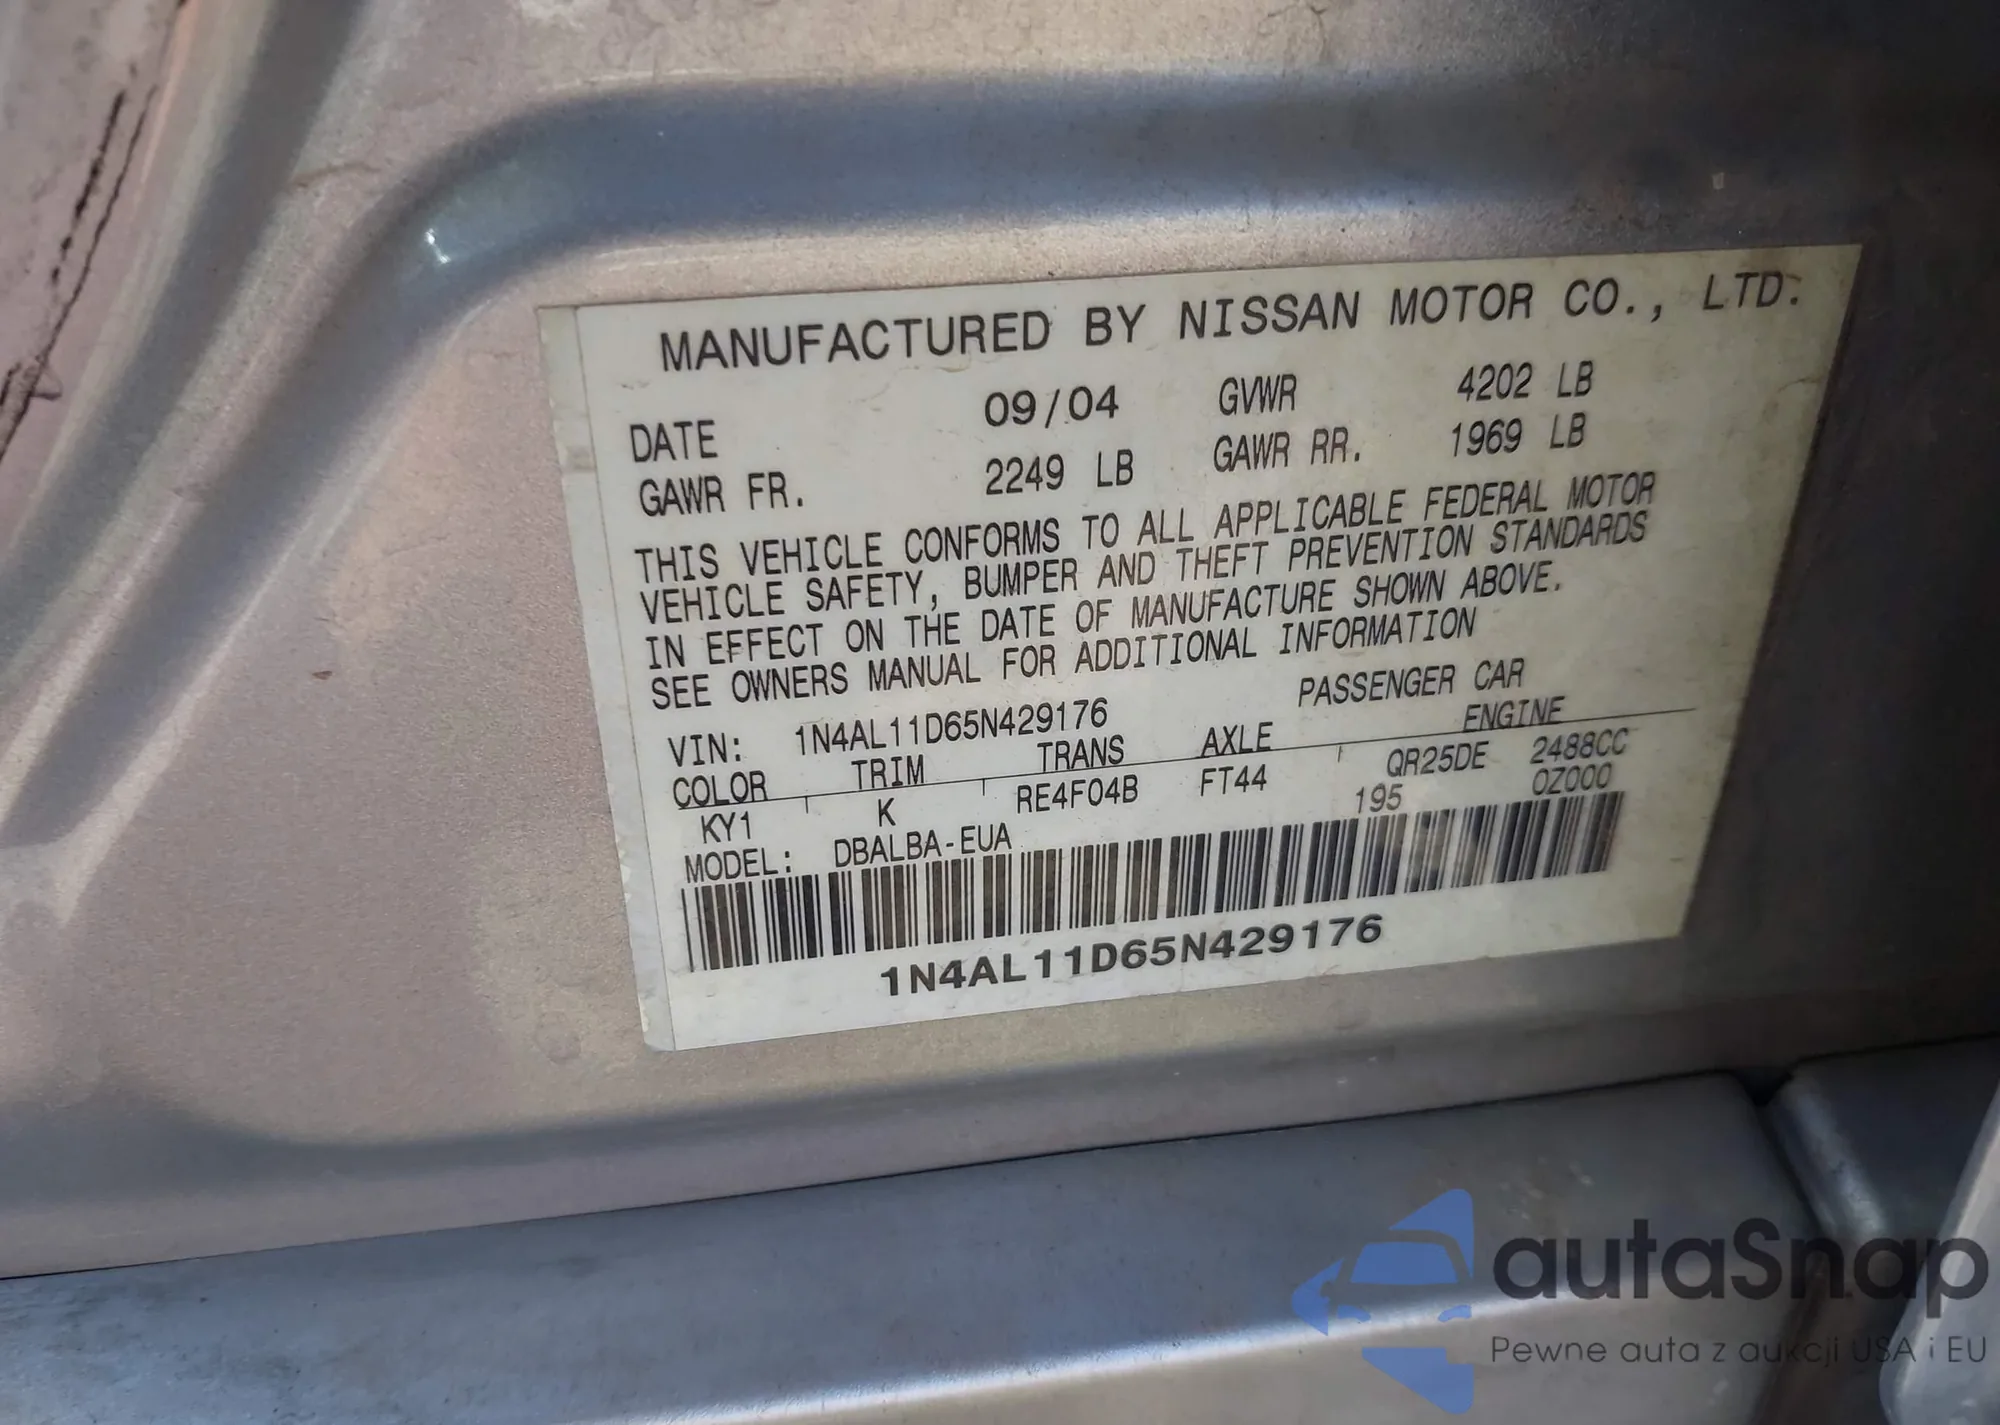 MANUFACTURED BY NISSAN MOTOR CO., LTD.
DATE 09/04 GVWR 4202 LB
GAWR FR. 2249 LB GAWR RR. 1969 LB
THIS VEHICLE CONFORMS TO ALL APPLICABLE FEDERAL MOTOR
VEHICLE SAFETY, BUMPER AND THEFT PREVENTION STANDARDS
IN EFFECT ON THE DATE OF MANUFACTURE SHOWN ABOVE.
SEE OWNERS MANUAL FOR ADDITIONAL INFORMATION
VIN: 1N4AL11D65N429176 PASSENGER CAR
COLOR TRIM TRANS AXLE ENGINE
KY1 K RE4F04B FT44 QR25DE 2488CC
MODEL: DBALBA-EUA 195 0Z000
1N4AL11D65N429176
autaSnap
Pewne auta z aukcji USA i EU